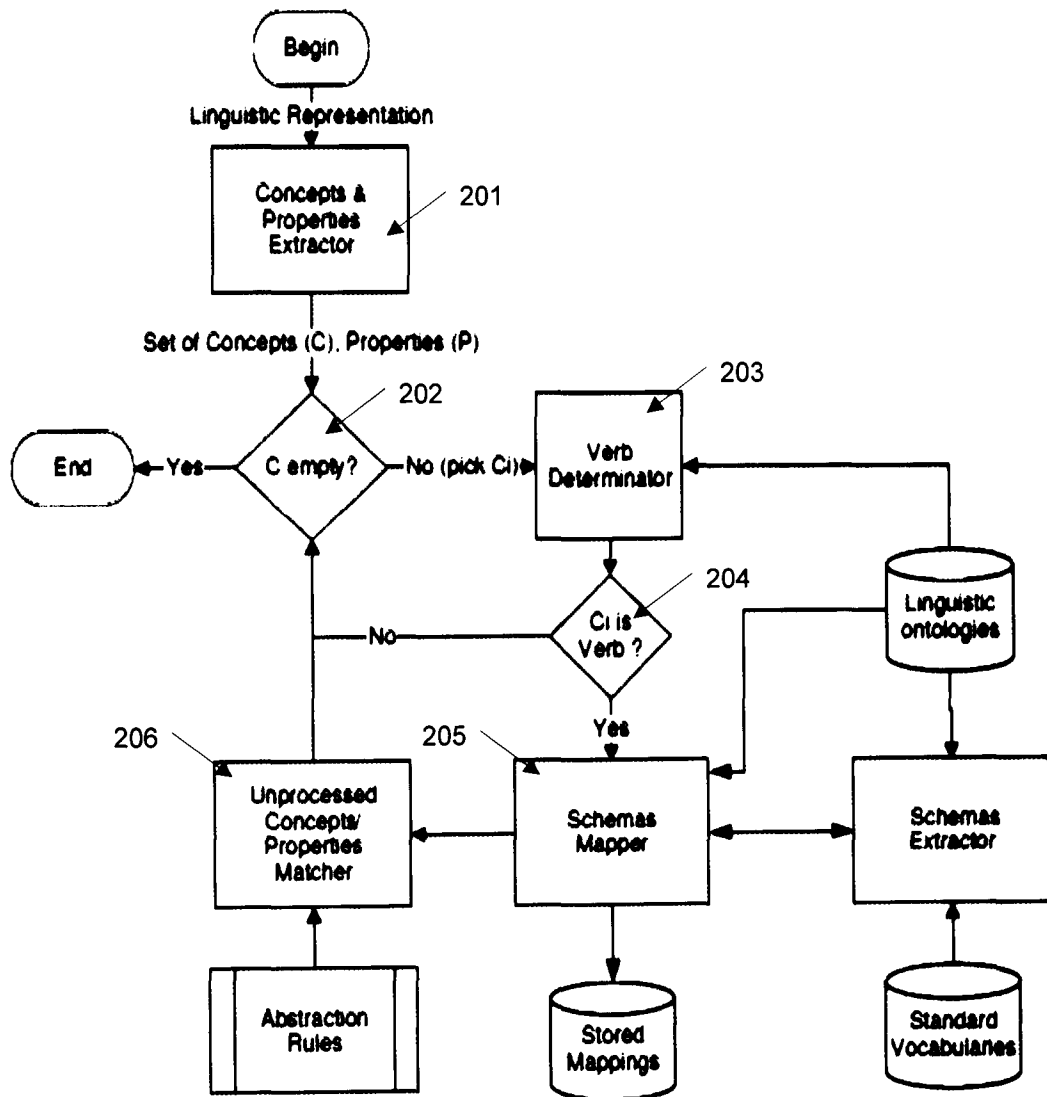 Begin
Linguistic Representation
Concepts &
Properties
Extractor
201
Set of Concepts (C), Properties (P)
202
203
End
Yes
C empty?
No (pick Ci)
Verb
Determinator
204
Linguistic
ontologies
No
Ci is
Verb ?
Yes
206
205
Unprocessed
Concepts/
Properties
Matcher
Schemas
Mapper
Schemas
Extractor
Abstraction
Rules
Stored
Mappings
Standard
Vocabularies